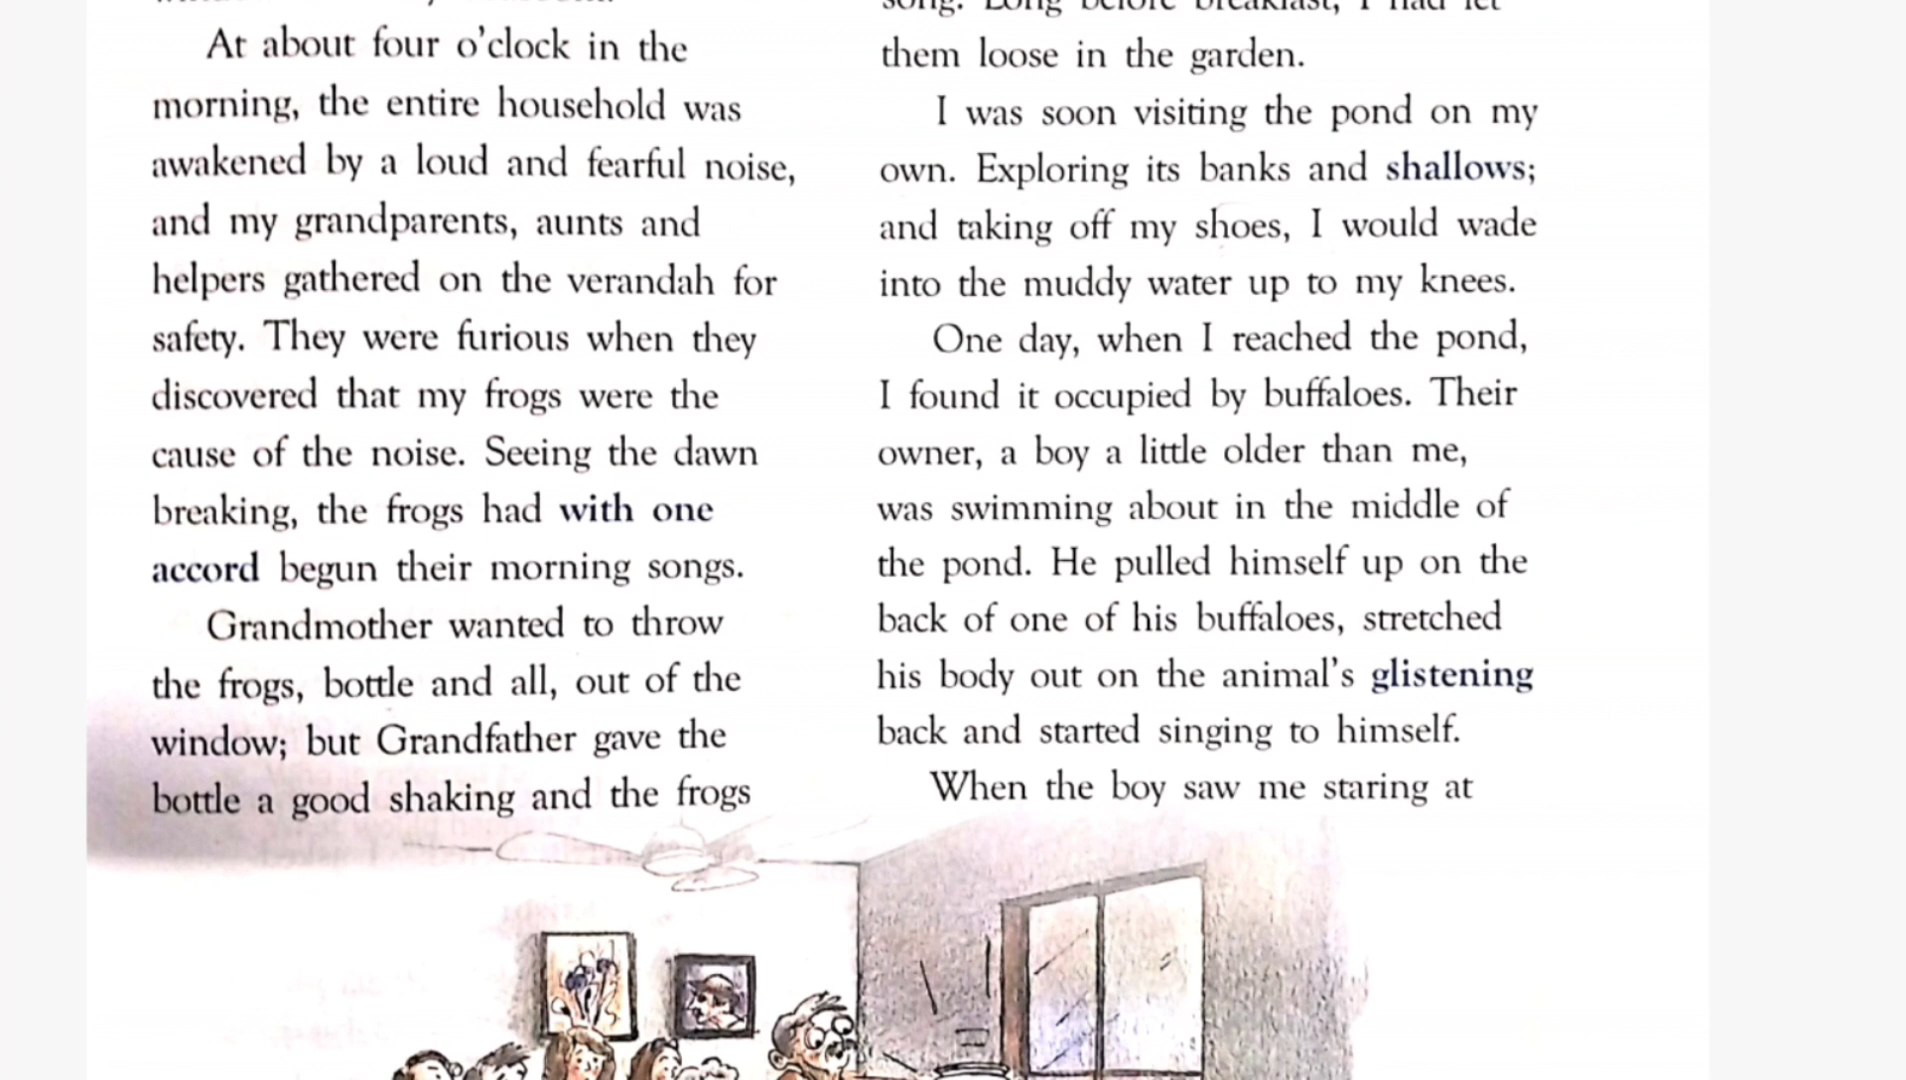 At about four o'clock in the
morning, the entire household was
awakened by a loud and fearful noise,
and my grandparents, aunts and
helpers gathered on the verandah for
safety. They were furious when they
discovered that my frogs were the
cause of the noise. Seeing the dawn
breaking, the frogs had with one
accord begun their morning songs.
Grandmother wanted to throw
the frogs, bottle and all, out of the
window; but Grandfather gave the
bottle a good shaking and the frogs
song. Long before breakfast, I had let
them loose in the garden.
I was soon visiting the pond on my
own. Exploring its banks and shallows;
and taking off my shoes, I would wade
into the muddy water up to my knees.
One day, when I reached the pond,
I found it occupied by buffaloes. Their
owner, a boy a little older than me,
was swimming about in the middle of
the pond. He pulled himself up on the
back of one of his buffaloes, stretched
his body out on the animal's glistening
back and started singing to himself.
When the boy saw me staring at